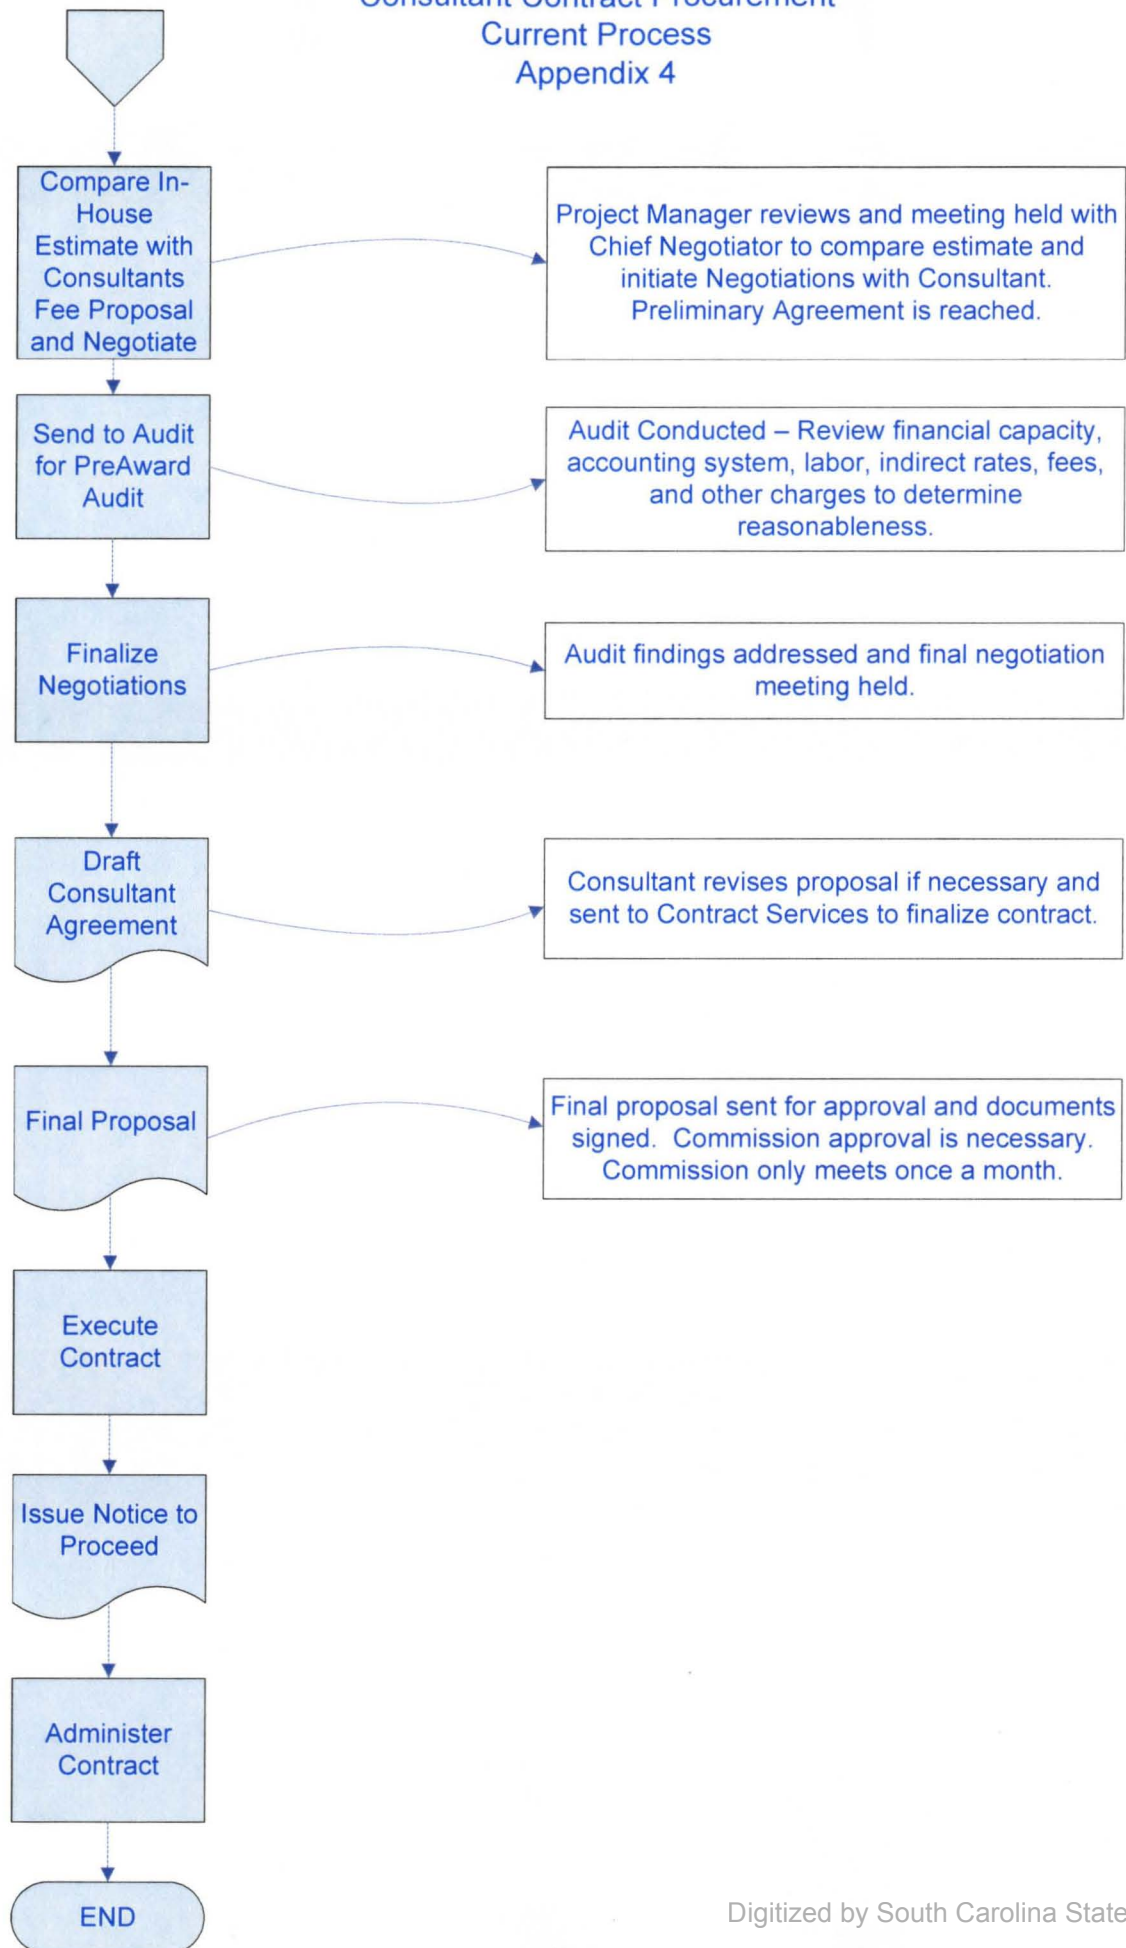 Consultant Contract Procurement
Current Process
Appendix 4
Compare In-
House
Estimate with
Consultants
Fee Proposal
and Negotiate
Project Manager reviews and meeting held with
Chief Negotiator to compare estimate and
initiate Negotiations with Consultant.
Preliminary Agreement is reached.
Send to Audit
for PreAward
Audit
Audit Conducted – Review financial capacity,
accounting system, labor, indirect rates, fees,
and other charges to determine
reasonableness.
Finalize
Negotiations
Audit findings addressed and final negotiation
meeting held.
Draft
Consultant
Agreement
Consultant revises proposal if necessary and
sent to Contract Services to finalize contract.
Final Proposal
Final proposal sent for approval and documents
signed. Commission approval is necessary.
Commission only meets once a month.
Execute
Contract
Issue Notice to
Proceed
Administer
Contract
END
Digitized by South Carolina State